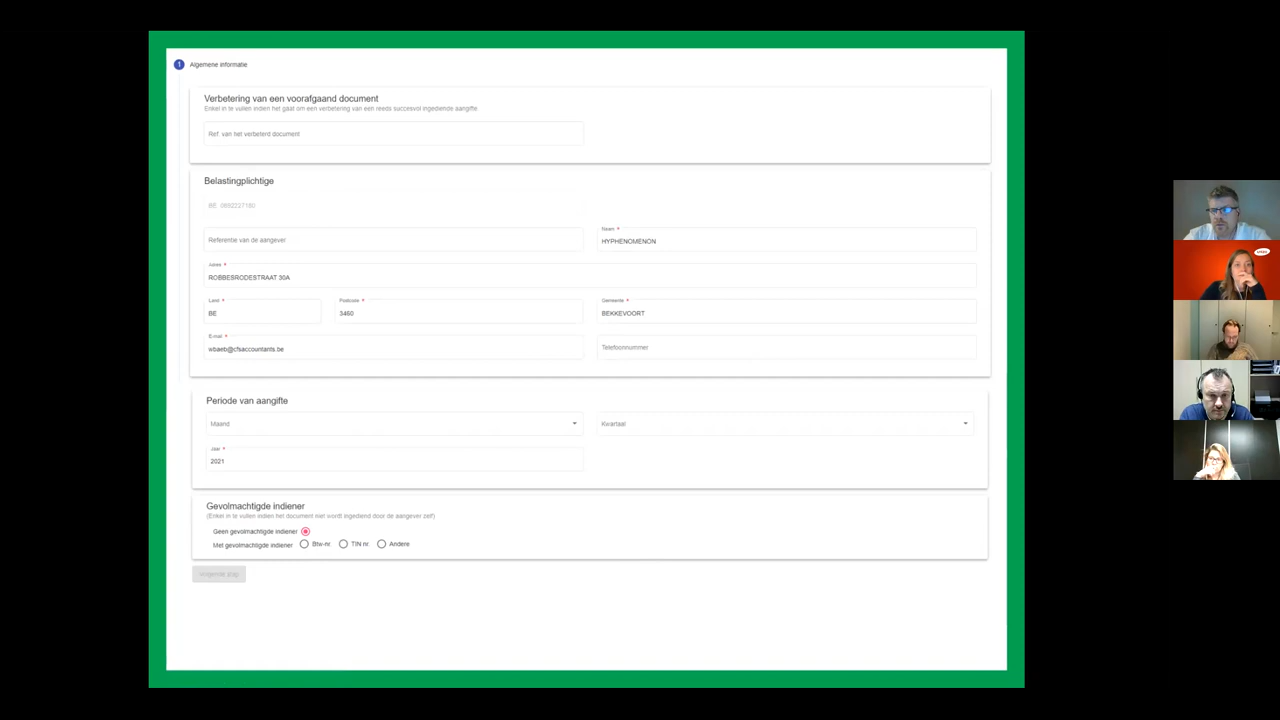 1 Algemene informatie
Verbetering van een voorafgaand document
Enkel in te vullen indien het gaat om een verbetering van een reeds succesvol ingediende aangifte
Ref. van het verbeterd document
Belastingplichtige
BE
Referentie van de aangever
Naam *
HYPHENOMENON
Adres *
ROBBESRODESTRAAT 30A
Land *
BE
Postcode *
3460
Gemeente *
BEKKEVOORT
E-mail *
wbaeb@cfsaccountants.be
Telefoonnummer
Periode van aangifte
Maand
Kwartaal
Jaar *
2021
Gevolmachtigde indiener
(Enkel in te vullen indien het document niet wordt ingediend door de aangever zelf)
Geen gevolmachtigde indiener
Met gevolmachtigde indiener Btw-nr. TIN nr. Andere